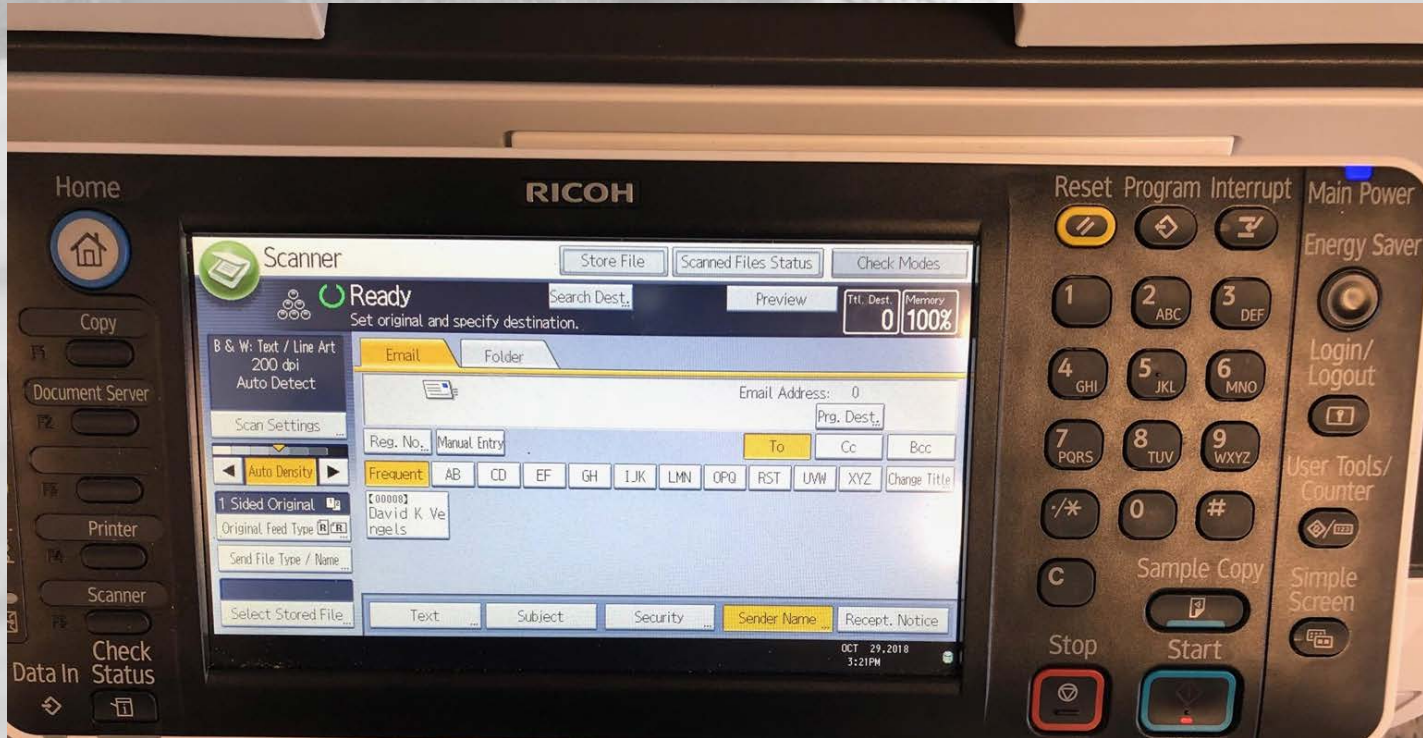 Home
RICOH
Reset Program Interrupt
Main Power
Energy Saver
Copy
F1
Document Server
F2
Printer
F4
Scanner
Check
Status
Data In
Scanner
Store File
Scanned Files Status
Check Modes
Ready
Search Dest.
Preview
Ttl. Dest.
0
Memory
100%
Set original and specify destination.
B & W: Text / Line Art
200 dpi
Auto Detect
Scan Settings
Auto Density
1 Sided Original
Original Feed Type
Send File Type / Name
Select Stored File
Email
Folder
Email Address: 0
Prg. Dest.
Reg. No.
Manual Entry
To
Cc
Bcc
Frequent AB CD EF GH IJK LMN OPQ RST UVW XYZ Change Title
[00008]
David K Ve
ngels
Text
Subject
Security
Sender Name
Recept. Notice
OCT 29,2018
3:21PM
1
2 ABC
3 DEF
4 GHI
5 JKL
6 MNO
7 PQRS
8 TUV
9 WXYZ
./*
0
#
C
Sample Copy
Stop
Start
Login/
Logout
User Tools/
Counter
Simple
Screen